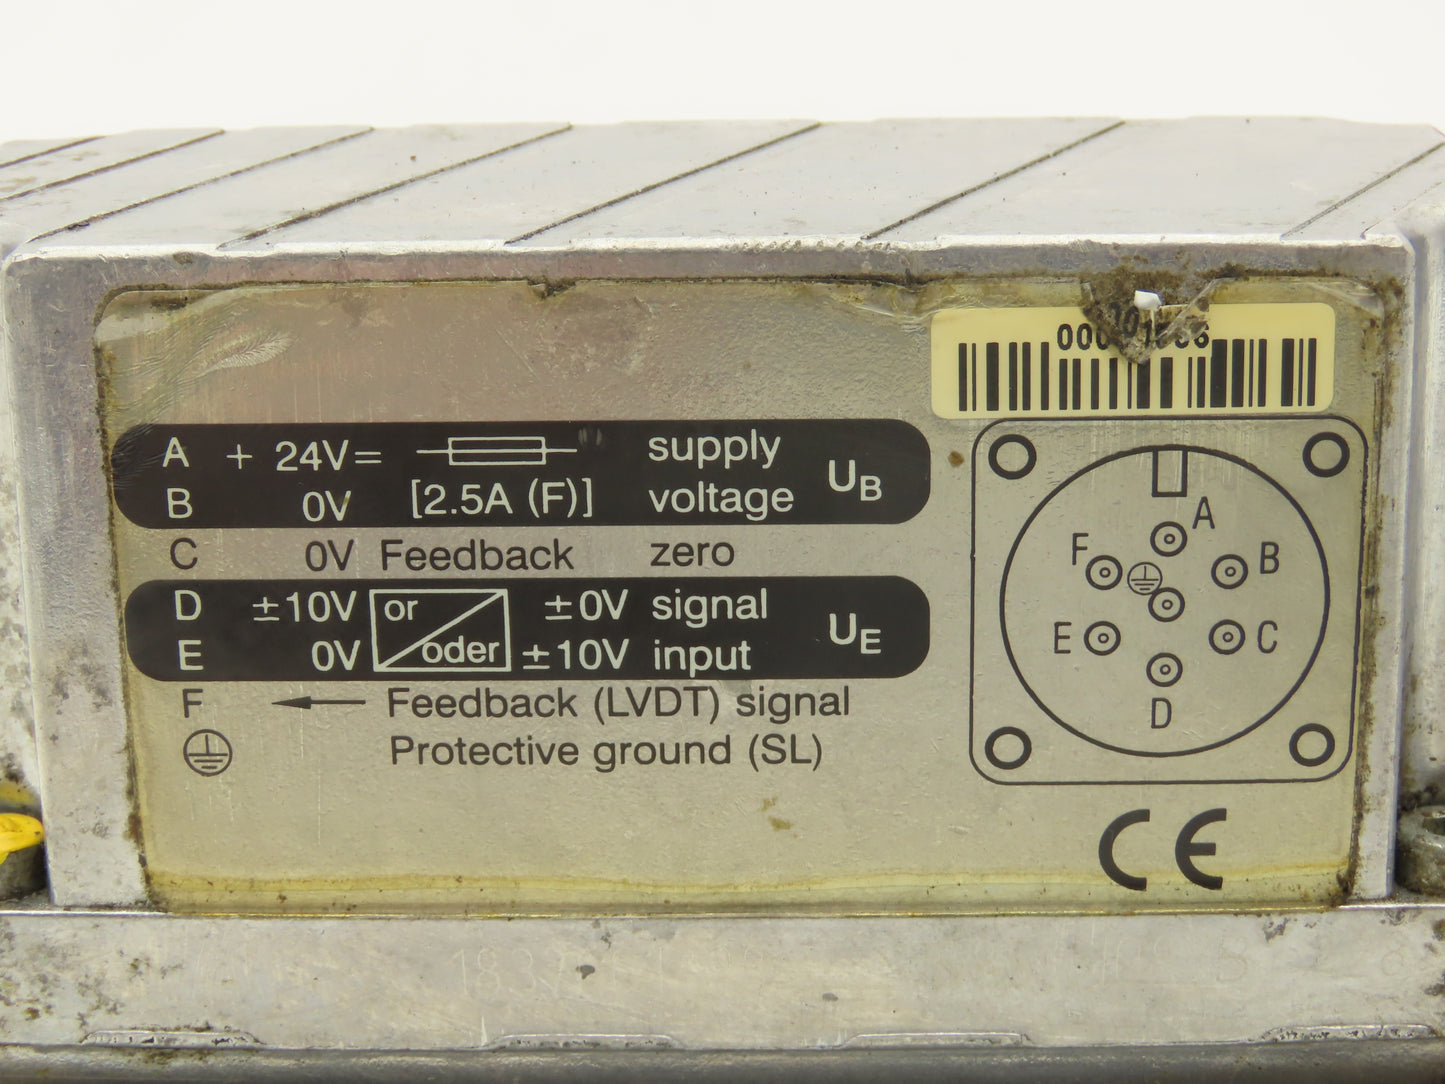 A + 24V= supply
B 0V [2.5A (F)] voltage UB
C 0V Feedback zero
D ±10V or ±0V signal
E 0V oder ±10V input UE
F Feedback (LVDT) signal
Protective ground (SL)
A
F B
E C
D
CE